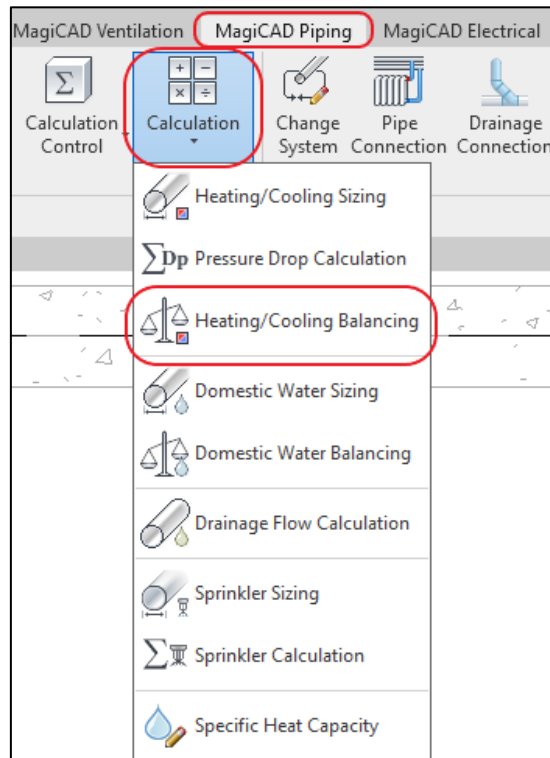 MagiCAD Ventilation MagiCAD Piping MagiCAD Electrical
Calculation Control
Calculation
Change System
Pipe Connection
Drainage Connection
Heating/Cooling Sizing
∑Dp Pressure Drop Calculation
Heating/Cooling Balancing
Domestic Water Sizing
Domestic Water Balancing
Drainage Flow Calculation
Sprinkler Sizing
Sprinkler Calculation
Specific Heat Capacity